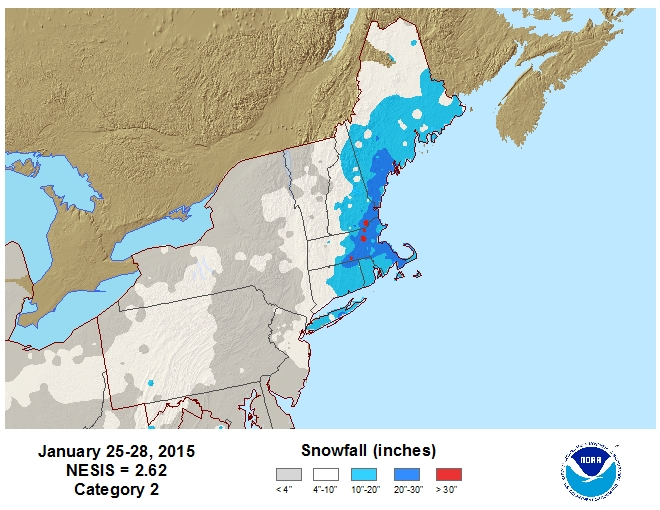 January 25-28, 2015
NESIS = 2.62
Category 2
Snowfall (inches)
< 4" 4"-10" 10"-20" 20"-30" > 30"
NOAA